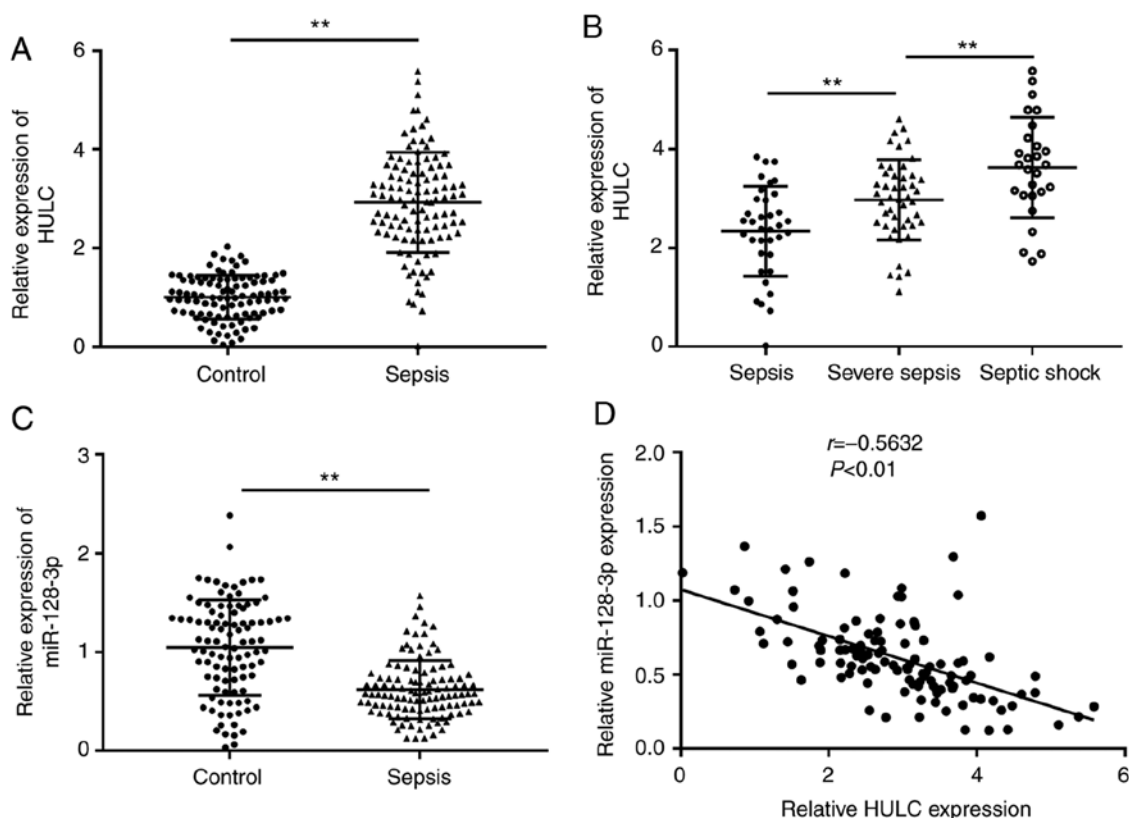 A
Relative expression of
HULC
6
4
2
0
**
Control
Sepsis
B
Relative expression of
HULC
6
4
2
0
**
**
Sepsis
Severe sepsis
Septic shock
C
Relative expression of
miR-128-3p
3
2
1
0
**
Control
Sepsis
D
r=−0.5632
P<0.01
Relative miR-128-3p expression
2.0
1.5
1.0
0.5
0.0
0
2
4
6
Relative HULC expression